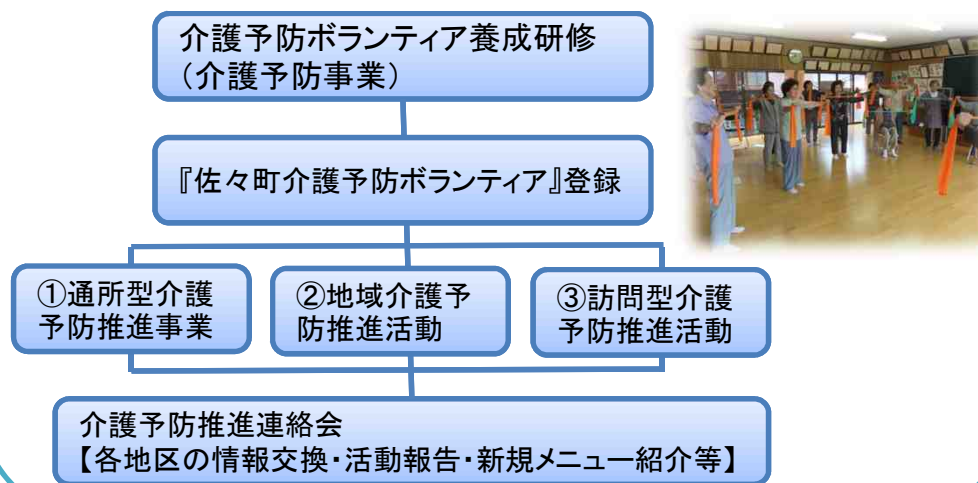 介護予防ボランティア養成研修
（介護予防事業）
『佐々町介護予防ボランティア』登録
①通所型介護
予防推進事業
②地域介護予
防推進活動
③訪問型介護
予防推進活動
介護予防推進連絡会
【各地区の情報交換・活動報告・新規メニュー紹介等】